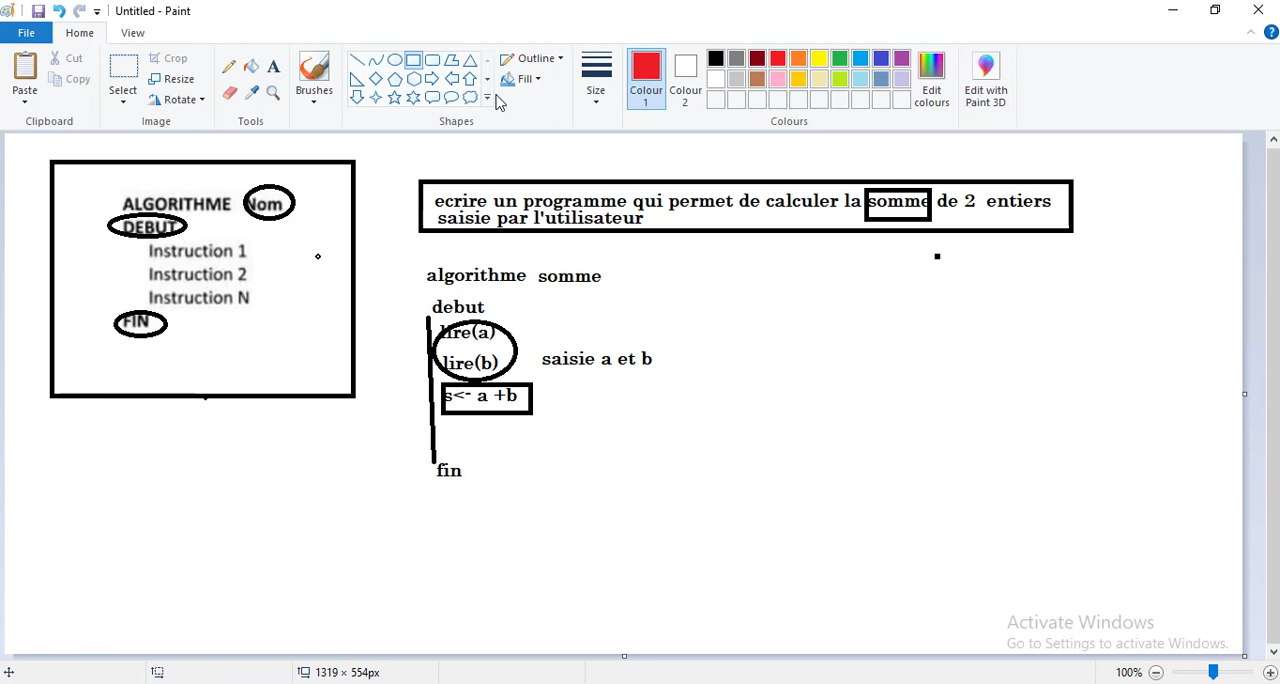 Untitled - Paint
File Home View
Paste
Cut
Copy
Clipboard
Select
Crop
Resize
Rotate
Image
A
Tools
Brushes
Outline
Fill
Shapes
Size
Colour 1
Colour 2
Colours
Edit colours
Edit with Paint 3D
ALGORITHME Nom
DEBUT
Instruction 1
Instruction 2
Instruction N
FIN
ecrire un programme qui permet de calculer la somme de 2 entiers
saisie par l'utilisateur
algorithme somme
debut
lire(a)
lire(b)
saisie a et b
s<- a +b
fin
Activate Windows
Go to Settings to activate Windows.
1319 × 554px
100%